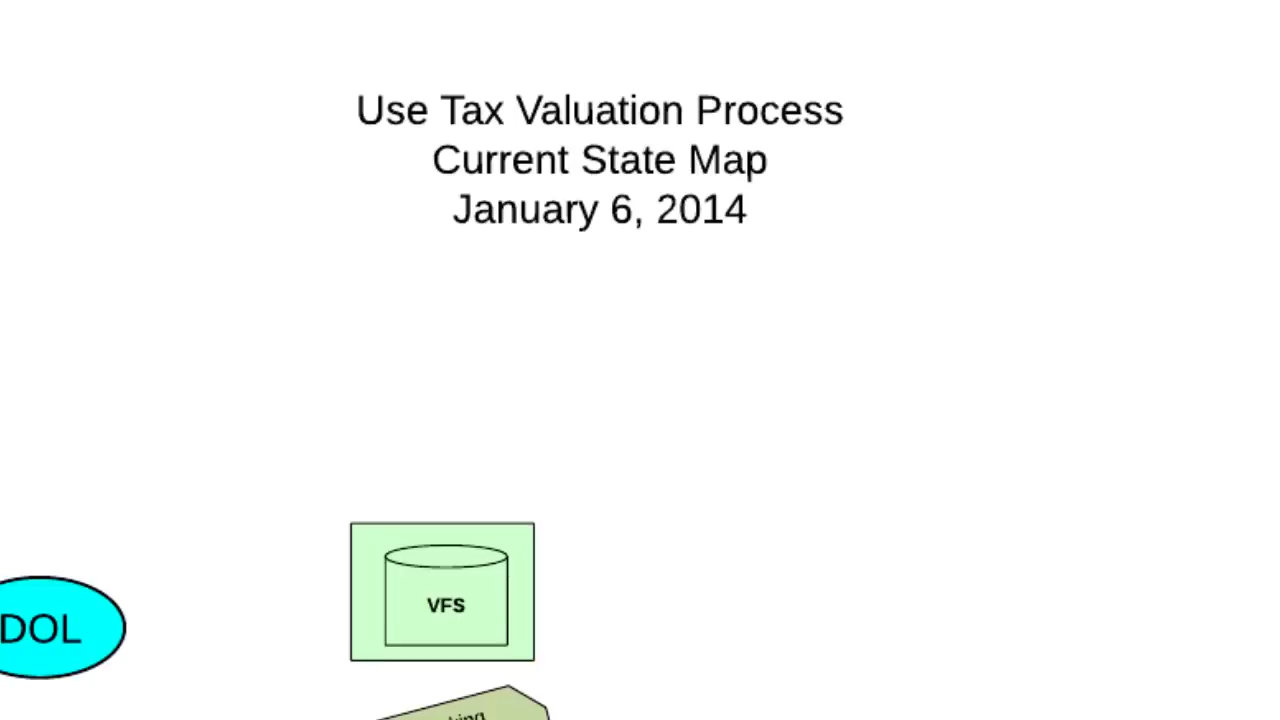 Use Tax Valuation Process
Current State Map
January 6, 2014
VFS
DOL